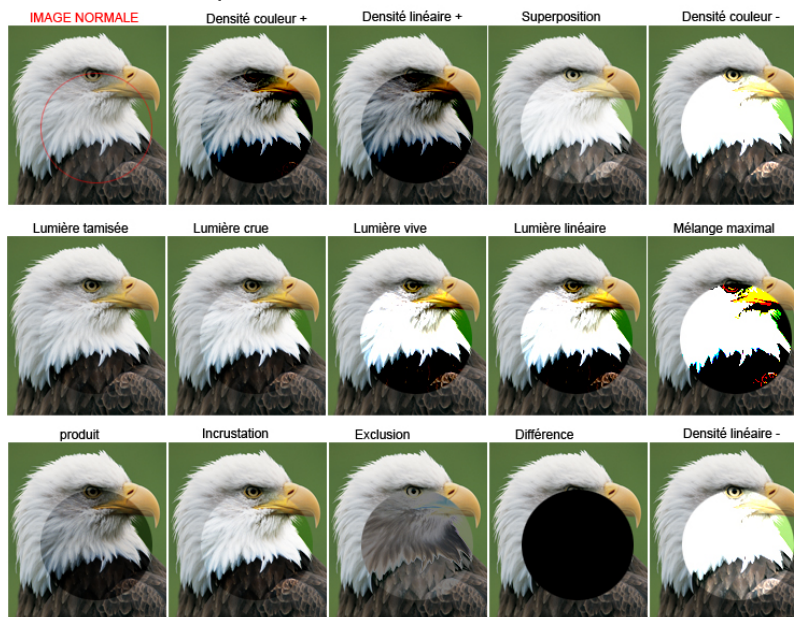 IMAGE NORMALE
Densité couleur +
Densité linéaire +
Superposition
Densité couleur -
Lumière tamisée
Lumière crue
Lumière vive
Lumière linéaire
Mélange maximal
produit
Incrustation
Exclusion
Différence
Densité linéaire -